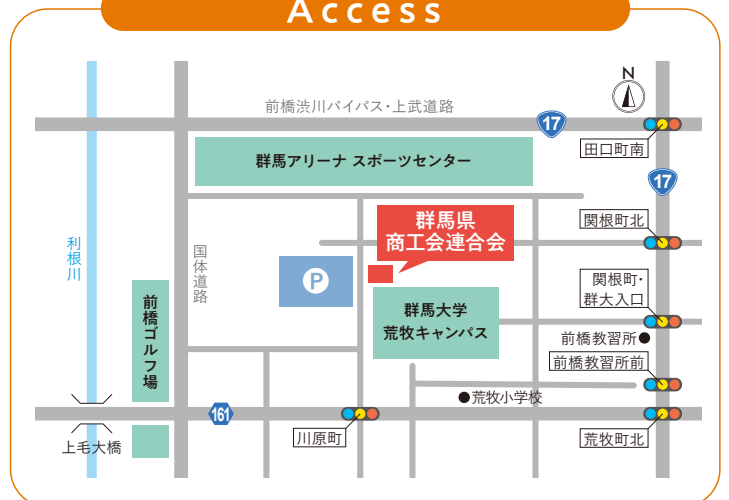 Access
N
前橋渋川バイパス・上武道路
17
田口町南
群馬アリーナ スポーツセンター
17
群馬県
商工会連合会
関根町北
利根川
国体道路
P
関根町・
群大入口
前橋ゴルフ場
群馬大学
荒牧キャンパス
前橋教習所
前橋教習所前
荒牧小学校
161
上毛大橋
川原町
荒牧町北